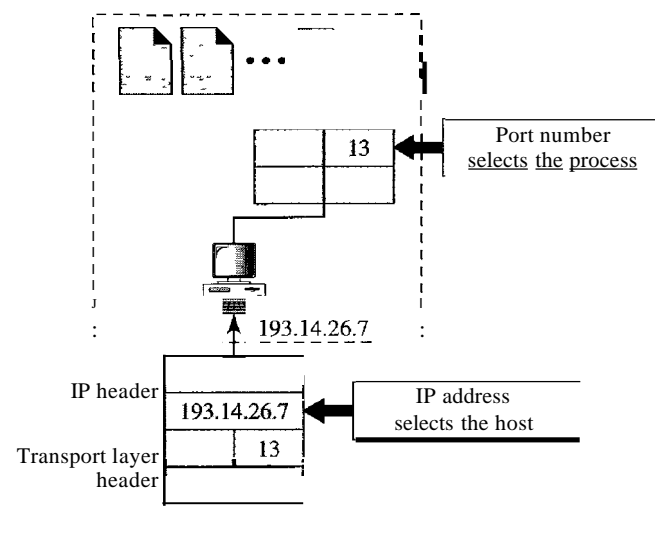 13
Port number
selects the process
193.14.26.7
IP header
193.14.26.7
IP address
selects the host
13
Transport layer
header